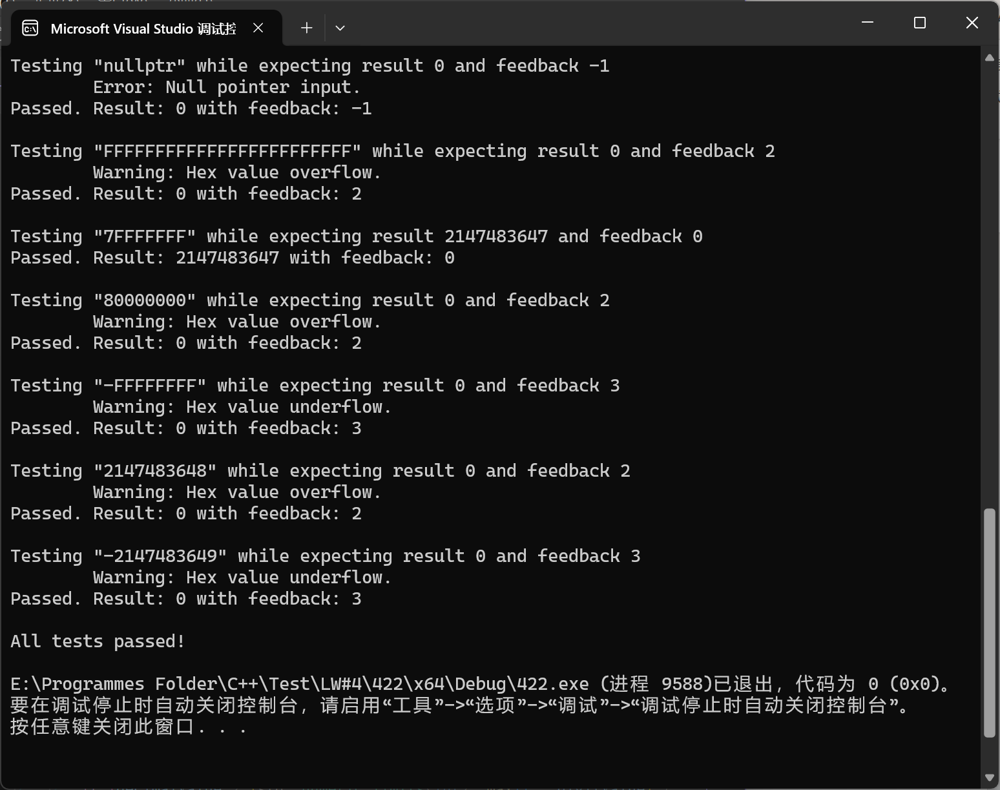 Microsoft Visual Studio 调试控
Testing "nullptr" while expecting result 0 and feedback -1
Error: Null pointer input.
Passed. Result: 0 with feedback: -1
Testing "FFFFFFFFFFFFFFFFFFFFFFFF" while expecting result 0 and feedback 2
Warning: Hex value overflow.
Passed. Result: 0 with feedback: 2
Testing "7FFFFFFF" while expecting result 2147483647 and feedback 0
Passed. Result: 2147483647 with feedback: 0
Testing "80000000" while expecting result 0 and feedback 2
Warning: Hex value overflow.
Passed. Result: 0 with feedback: 2
Testing "-FFFFFFFF" while expecting result 0 and feedback 3
Warning: Hex value underflow.
Passed. Result: 0 with feedback: 3
Testing "2147483648" while expecting result 0 and feedback 2
Warning: Hex value overflow.
Passed. Result: 0 with feedback: 2
Testing "-2147483649" while expecting result 0 and feedback 3
Warning: Hex value underflow.
Passed. Result: 0 with feedback: 3
All tests passed!
E:\Programmes Folder\C++\Test\LW#4\422\x64\Debug\422.exe (进程 9588)已退出，代码为 0 (0x0)。
要在调试停止时自动关闭控制台，请启用“工具”->“选项”->“调试”->“调试停止时自动关闭控制台”。
按任意键关闭此窗口. . .